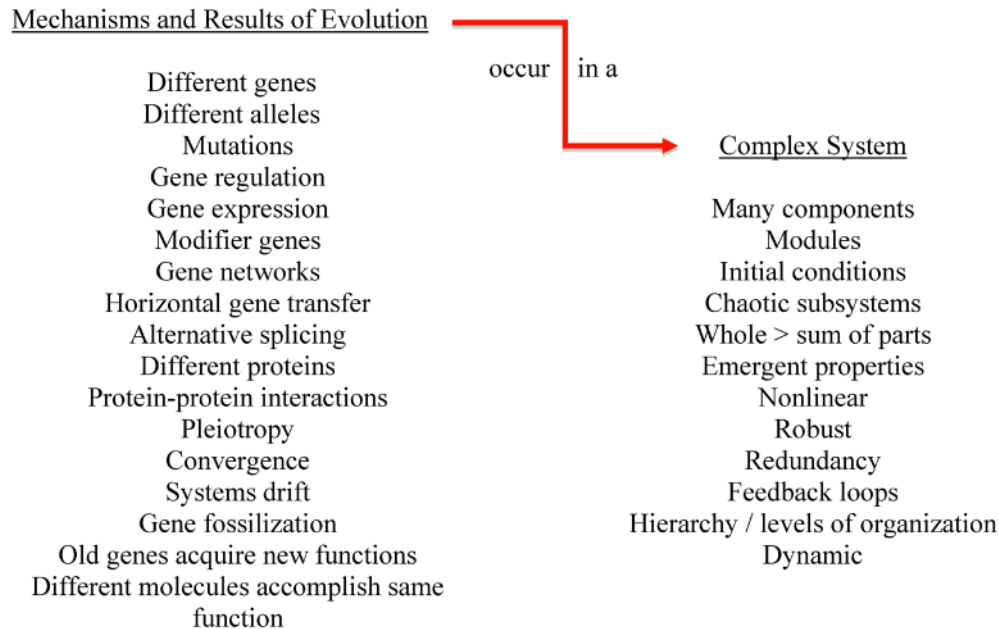 Mechanisms and Results of Evolution
occur in a
Different genes
Different alleles
Mutations
Gene regulation
Gene expression
Modifier genes
Gene networks
Horizontal gene transfer
Alternative splicing
Different proteins
Protein-protein interactions
Pleiotropy
Convergence
Systems drift
Gene fossilization
Old genes acquire new functions
Different molecules accomplish same
function
Complex System
Many components
Modules
Initial conditions
Chaotic subsystems
Whole > sum of parts
Emergent properties
Nonlinear
Robust
Redundancy
Feedback loops
Hierarchy / levels of organization
Dynamic